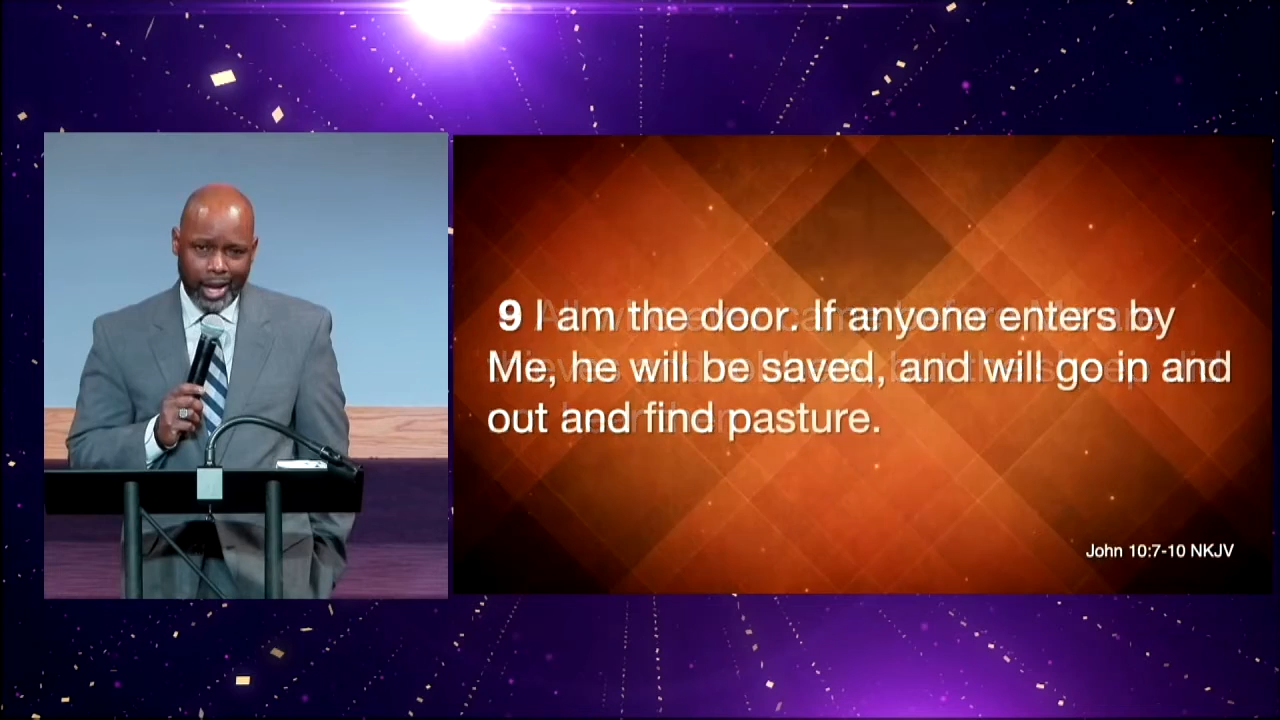 9 I am the door. If anyone enters by
Me, he will be saved, and will go in and
out and find pasture.
John 10:7-10 NKJV